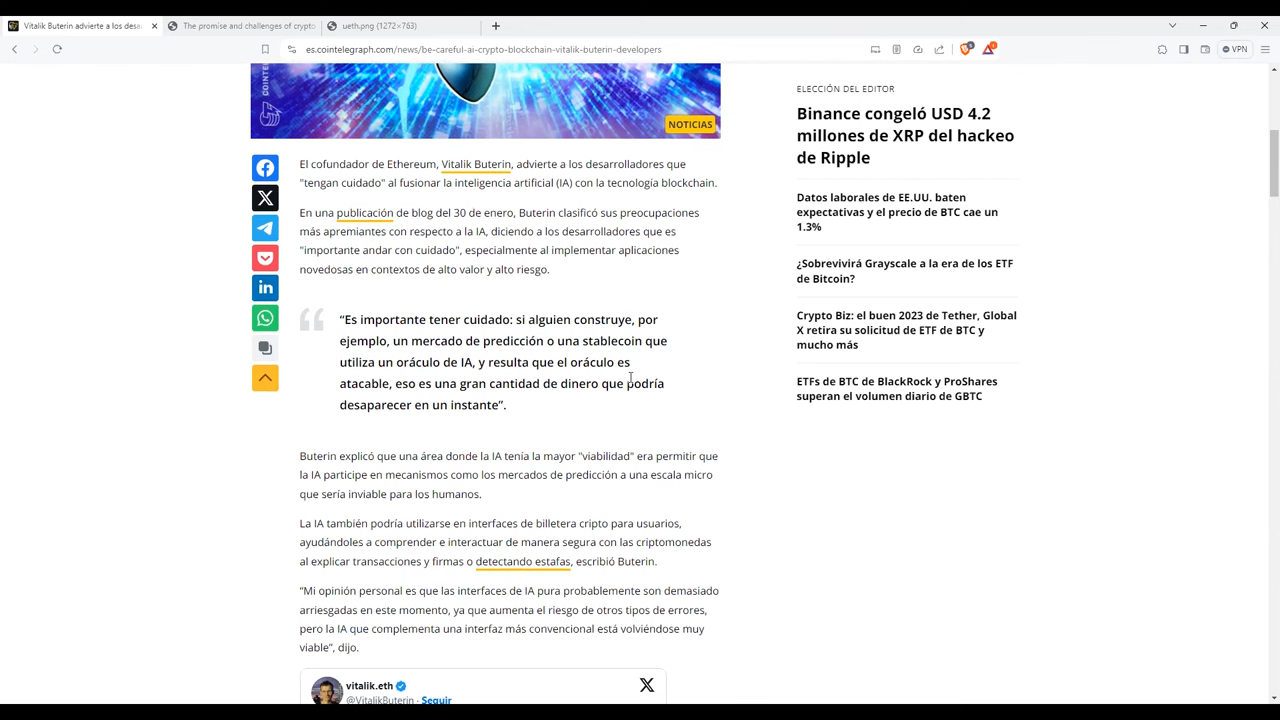 Vitalik Buterin advierte a los desa
The promise and challenges of crypto
ueth.png (1272×763)
es.cointelegraph.com/news/be-careful-ai-crypto-blockchain-vitalik-buterin-developers
VPN
NOTICIAS
El cofundador de Ethereum, Vitalik Buterin, advierte a los desarrolladores que
"tengan cuidado" al fusionar la inteligencia artificial (IA) con la tecnología blockchain.
En una publicación de blog del 30 de enero, Buterin clasificó sus preocupaciones
más apremiantes con respecto a la IA, diciendo a los desarrolladores que es
"importante andar con cuidado", especialmente al implementar aplicaciones
novedosas en contextos de alto valor y alto riesgo.
“Es importante tener cuidado: si alguien construye, por
ejemplo, un mercado de predicción o una stablecoin que
utiliza un oráculo de IA, y resulta que el oráculo es
atacable, eso es una gran cantidad de dinero que podría
desaparecer en un instante”.
Buterin explicó que una área donde la IA tenía la mayor "viabilidad" era permitir que
la IA participe en mecanismos como los mercados de predicción a una escala micro
que sería inviable para los humanos.
La IA también podría utilizarse en interfaces de billetera cripto para usuarios,
ayudándoles a comprender e interactuar de manera segura con las criptomonedas
al explicar transacciones y firmas o detectando estafas, escribió Buterin.
“Mi opinión personal es que las interfaces de IA pura probablemente son demasiado
arriesgadas en este momento, ya que aumenta el riesgo de otros tipos de errores,
pero la IA que complementa una interfaz más convencional está volviéndose muy
viable”, dijo.
vitalik.eth
@VitalikButerin · Seguir
ELECCIÓN DEL EDITOR
Binance congeló USD 4.2
millones de XRP del hackeo
de Ripple
Datos laborales de EE.UU. baten
expectativas y el precio de BTC cae un
1.3%
¿Sobrevivirá Grayscale a la era de los ETF
de Bitcoin?
Crypto Biz: el buen 2023 de Tether, Global
X retira su solicitud de ETF de BTC y
mucho más
ETFs de BTC de BlackRock y ProShares
superan el volumen diario de GBTC